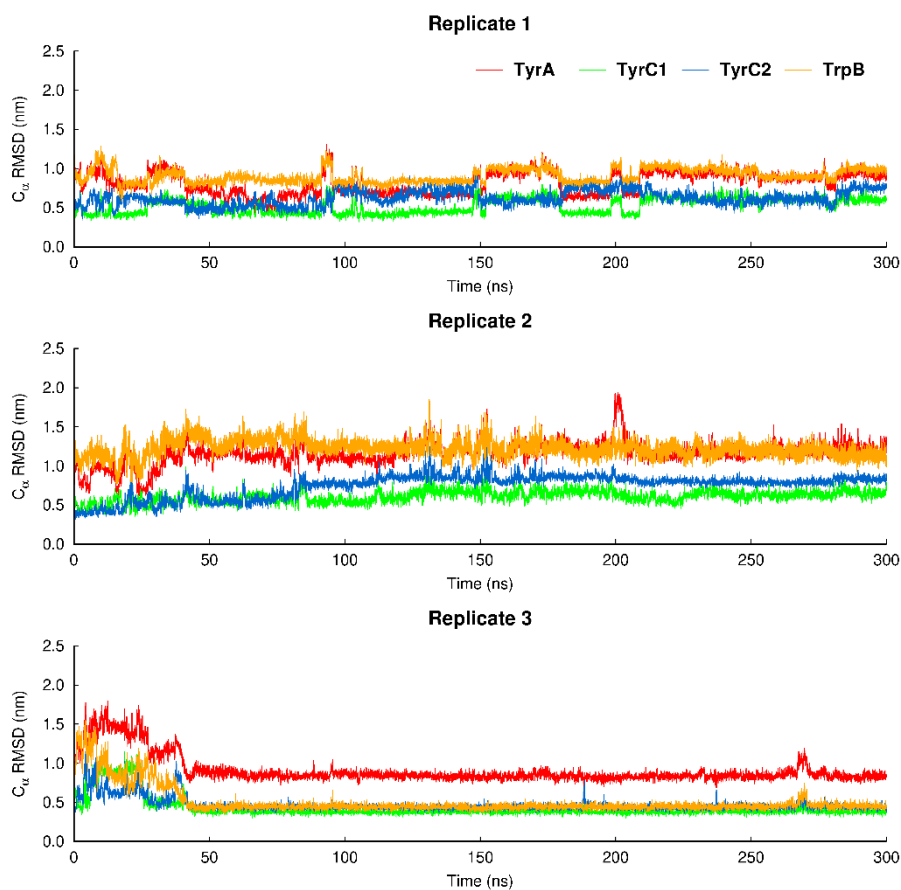 Replicate 1
TyrA TyrC1 TyrC2 TrpB
2.5
2.0
1.5
1.0
0.5
0.0
Cα RMSD (nm)
0 50 100 150 200 250 300
Time (ns)
Replicate 2
2.5
2.0
1.5
1.0
0.5
0.0
Cα RMSD (nm)
0 50 100 150 200 250 300
Time (ns)
Replicate 3
2.5
2.0
1.5
1.0
0.5
0.0
Cα RMSD (nm)
0 50 100 150 200 250 300
Time (ns)